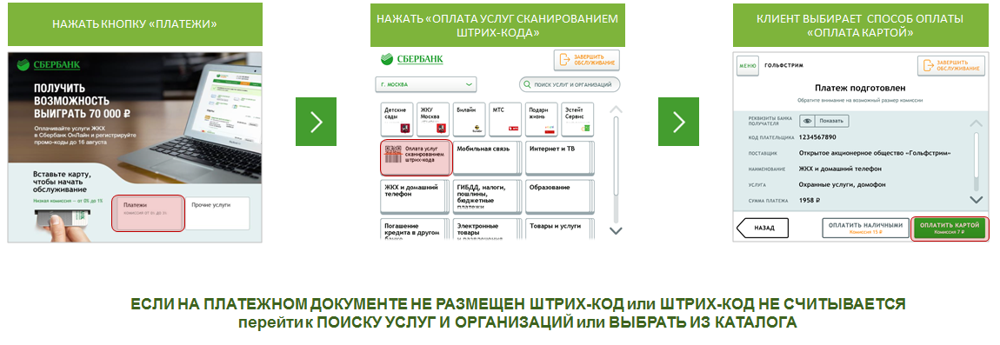 НАЖАТЬ КНОПКУ «ПЛАТЕЖИ»
СБЕРБАНК
ПОЛУЧИТЬ
ВОЗМОЖНОСТЬ
ВЫИГРАТЬ 70 000 ₽
Оплачивайте услуги ЖКХ
в Сбербанк ОнЛайн и регистрируйте
промо-коды до 16 августа
Вставьте карту,
чтобы начать
обслуживание
Низкая комиссия — от 0% до 1%
Платежи
Прочие услуги
НАЖАТЬ «ОПЛАТА УСЛУГ СКАНИРОВАНИЕМ
ШТРИХ-КОДА»
СБЕРБАНК
ЗАВЕРШИТЬ
ОБСЛУЖИВАНИЕ
Г. МОСКВА
ПОИСК УСЛУГ И ОРГАНИЗАЦИЙ
Детские
сады
ЖКУ
Москва
Билайн
МТС
Подари
жизнь
Эстейт
Сервис
Оплата услуг
сканированием
штрих-кода
Мобильная связь
Интернет и ТВ
ЖКХ и домашний
телефон
ГИБДД, налоги,
пошлины,
бюджетные
платежи
Образование
Погашение
кредита в другом
Электронные
товары
Товары и услуги
КЛИЕНТ ВЫБИРАЕТ СПОСОБ ОПЛАТЫ
«ОПЛАТА КАРТОЙ»
МЕНЮ
ГОЛЬФСТРИМ
ЗАВЕРШИТЬ
ОБСЛУЖИВАНИЕ
Платеж подготовлен
Обратите внимание на возможный размер комиссии
РЕКВИЗИТЫ БАНКА
ПОЛУЧАТЕЛЯ
Показать
КОД ПЛАТЕЛЬЩИКА 1234567890
ПОСТАВЩИК Открытое акционерное общество «Гольфстрим»
НАИМЕНОВАНИЕ ЖКХ и домашний телефон
УСЛУГА Охранные услуги, домофон
СУММА ПЛАТЕЖА 1958 ₽
НАЗАД
ОПЛАТИТЬ НАЛИЧНЫМИ
Комиссия 15 ₽
ОПЛАТИТЬ КАРТОЙ
Комиссия 7 ₽
ЕСЛИ НА ПЛАТЕЖНОМ ДОКУМЕНТЕ НЕ РАЗМЕЩЕН ШТРИХ-КОД или ШТРИХ-КОД НЕ СЧИТЫВАЕТСЯ
перейти к ПОИСКУ УСЛУГ И ОРГАНИЗАЦИЙ или ВЫБРАТЬ ИЗ КАТАЛОГА